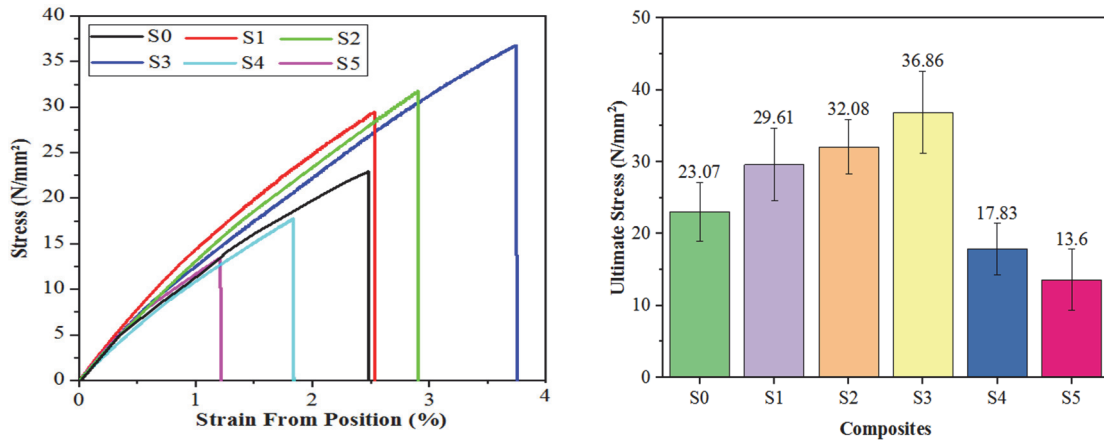 40
35
30
25
20
15
10
5
0
Stress (N/mm²)
S0 S1 S2
S3 S4 S5
0 1 2 3 4
Strain From Position (%)
50
40
30
20
10
0
Ultimate Stress (N/mm²)
23.07
29.61
32.08
36.86
17.83
13.6
S0 S1 S2 S3 S4 S5
Composites